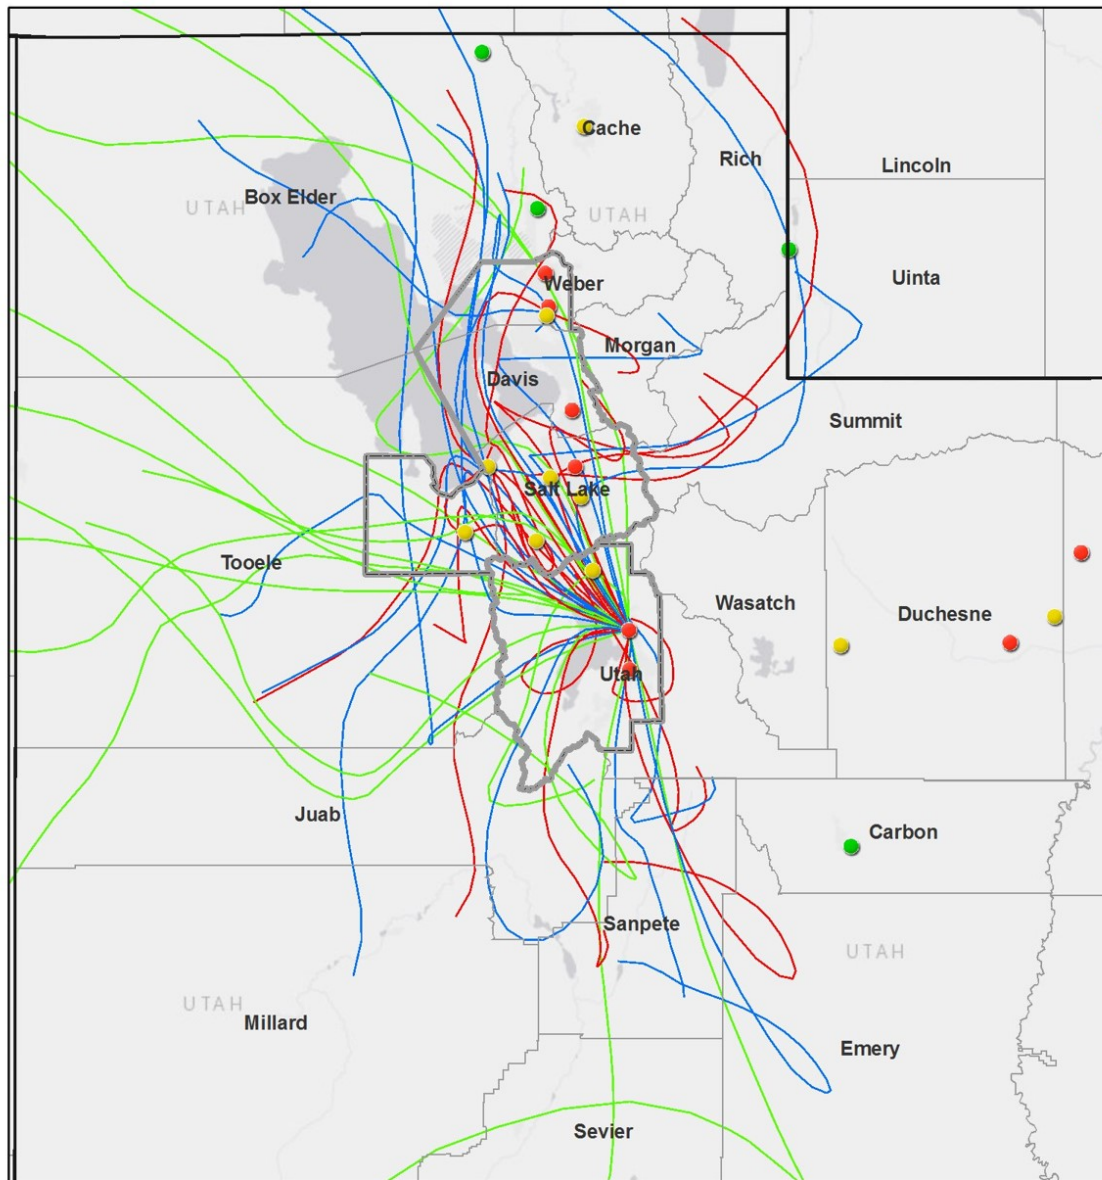 Cache
Rich
Lincoln
Box Elder
UTAH
UTAH
Uinta
Weber
Morgan
Davis
Summit
Salt Lake
Tooele
Wasatch
Duchesne
Utah
Juab
Carbon
Sanpete
UTAH
UTAH
Millard
Emery
Sevier